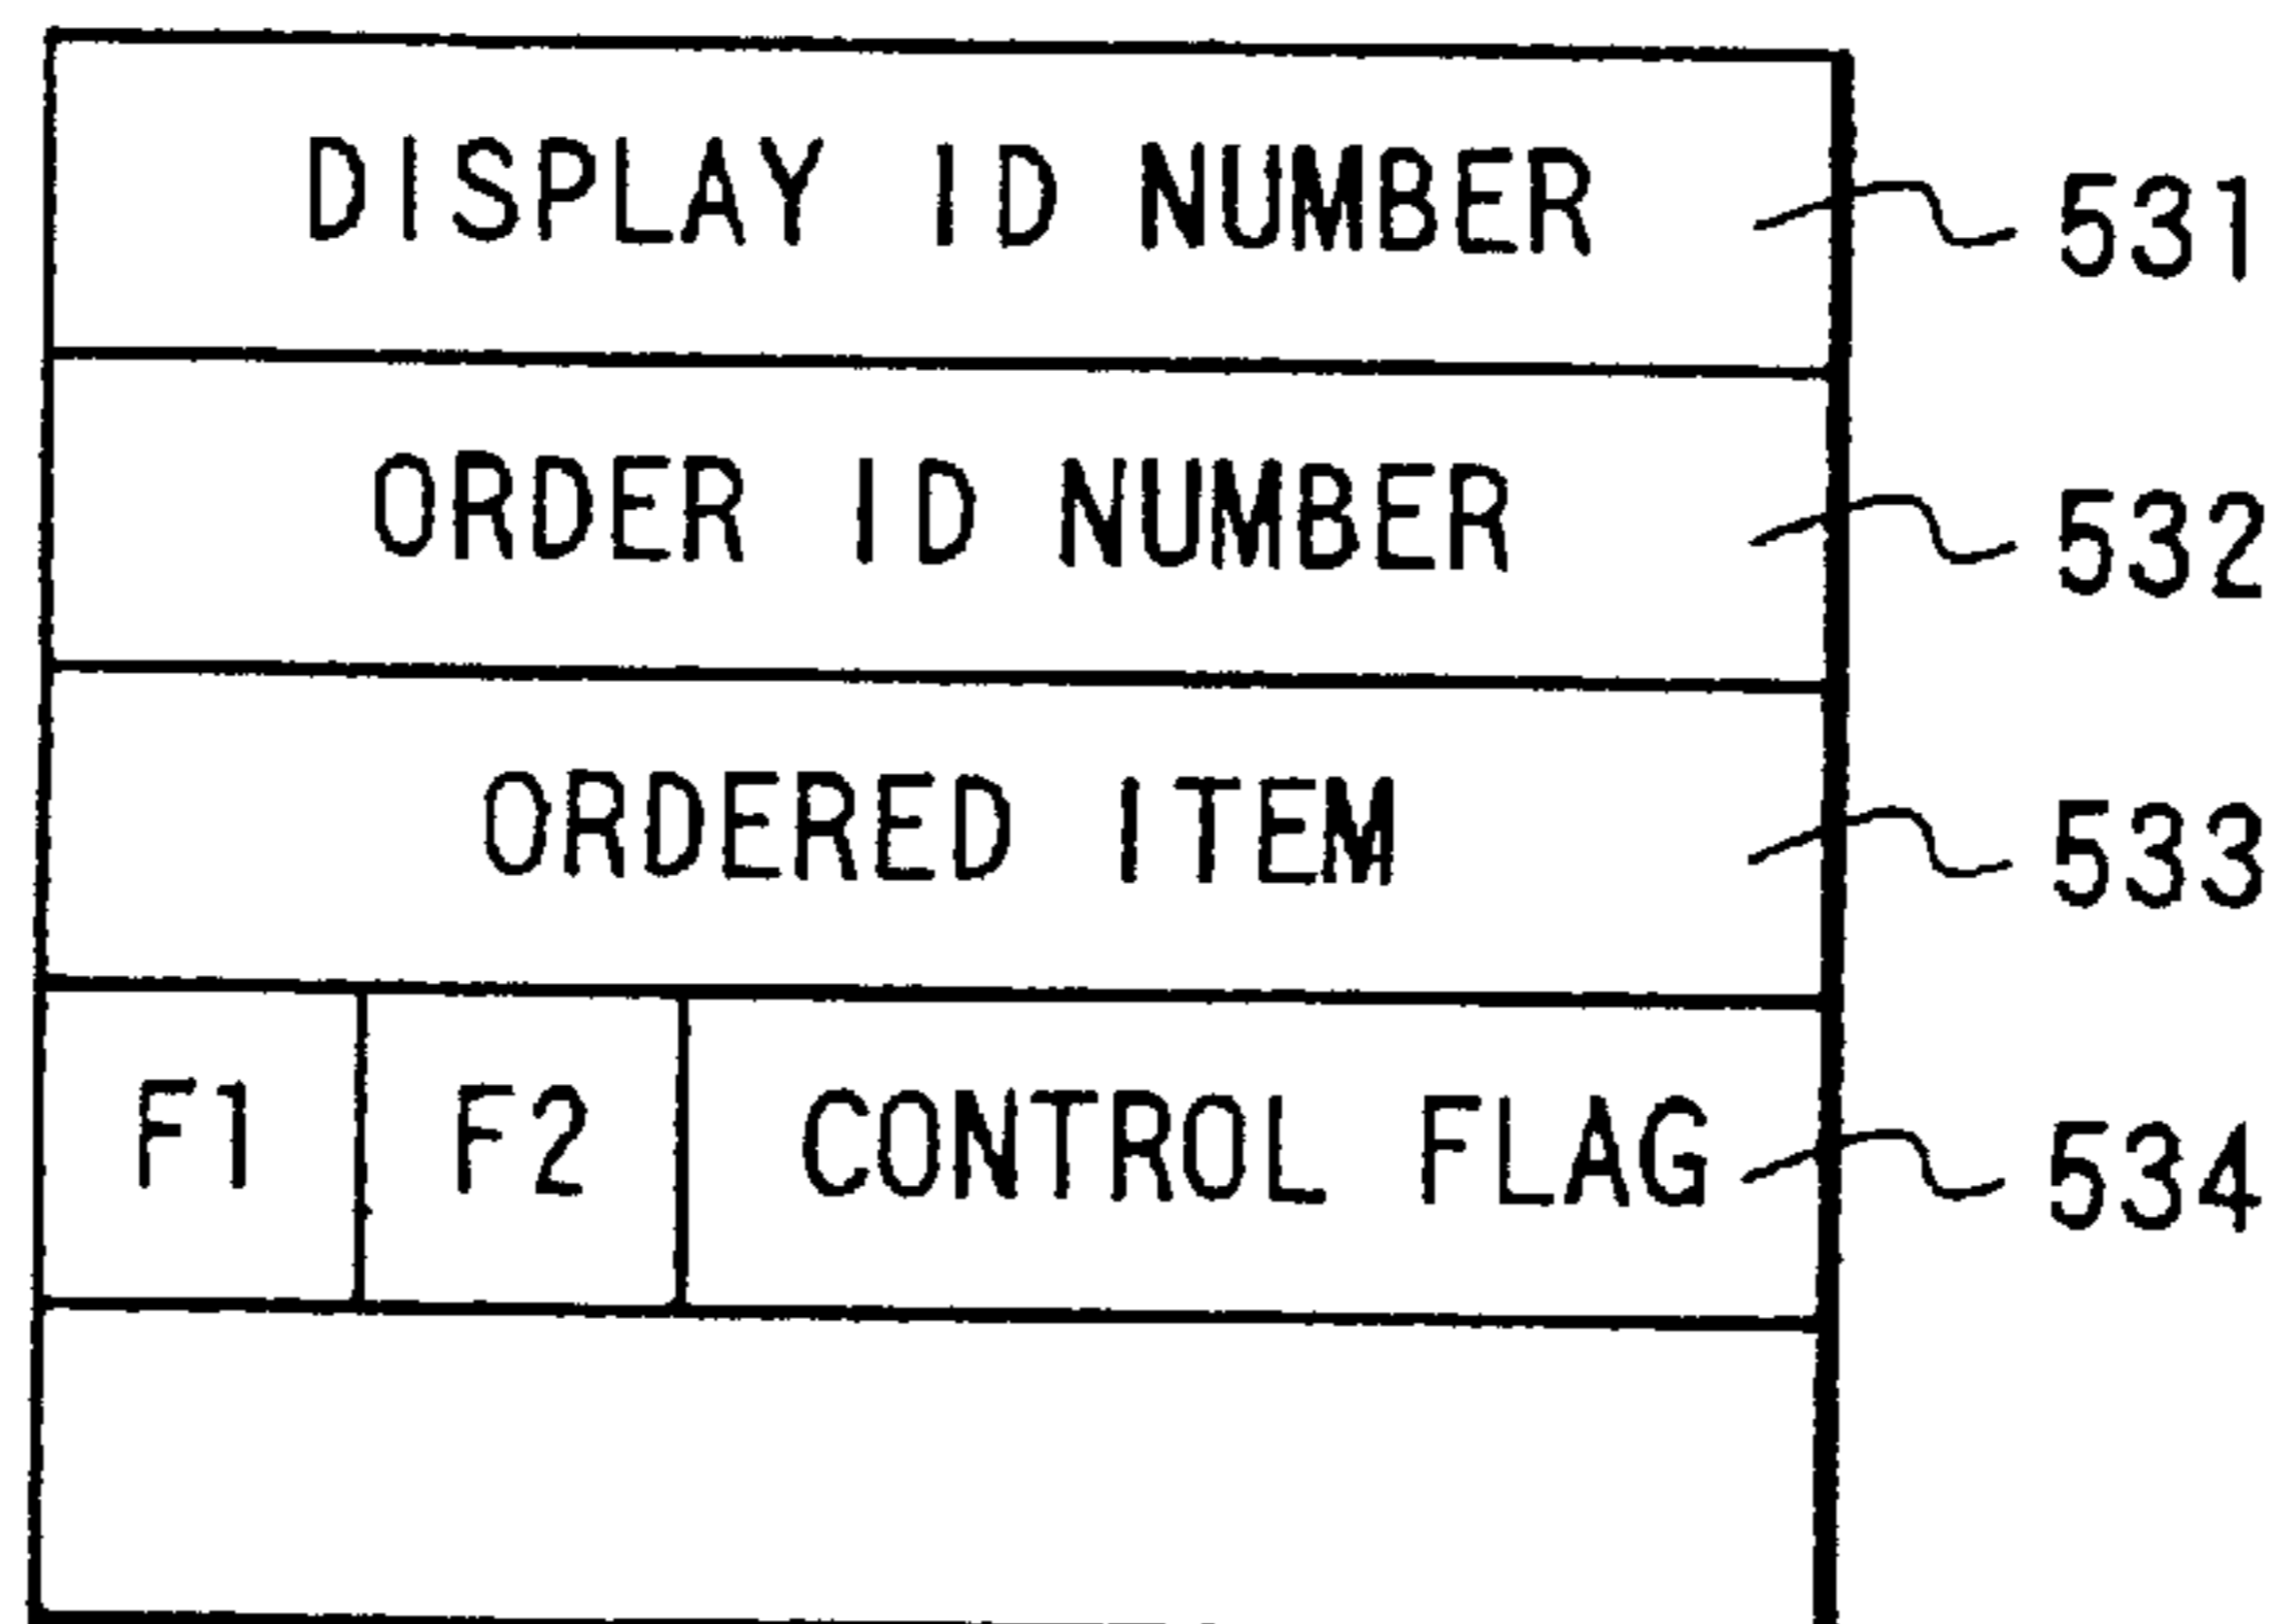 DISPLAY ID NUMBER 531
ORDER ID NUMBER 532
ORDERED ITEM 533
F1 F2 CONTROL FLAG 534